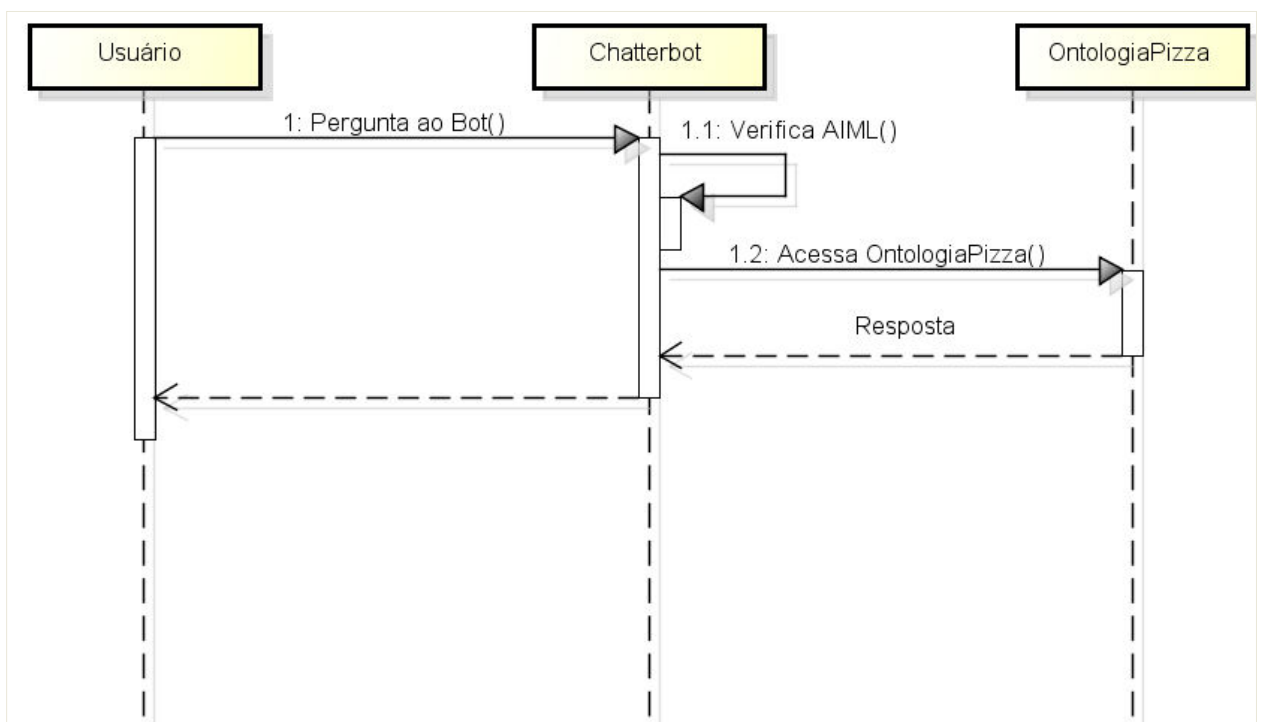 Usuário
Chatterbot
OntologiaPizza
1: Pergunta ao Bot()
1.1: Verifica AIML()
1.2: Acessa OntologiaPizza()
Resposta